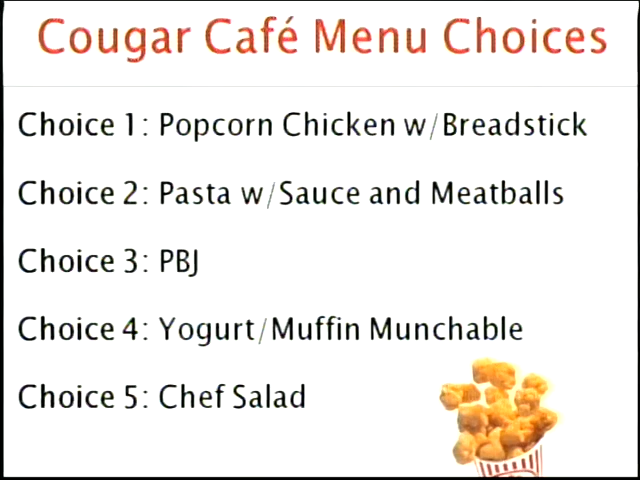 Cougar Café Menu Choices
Choice 1: Popcorn Chicken w/Breadstick
Choice 2: Pasta w/Sauce and Meatballs
Choice 3: PBJ
Choice 4: Yogurt/Muffin Munchable
Choice 5: Chef Salad